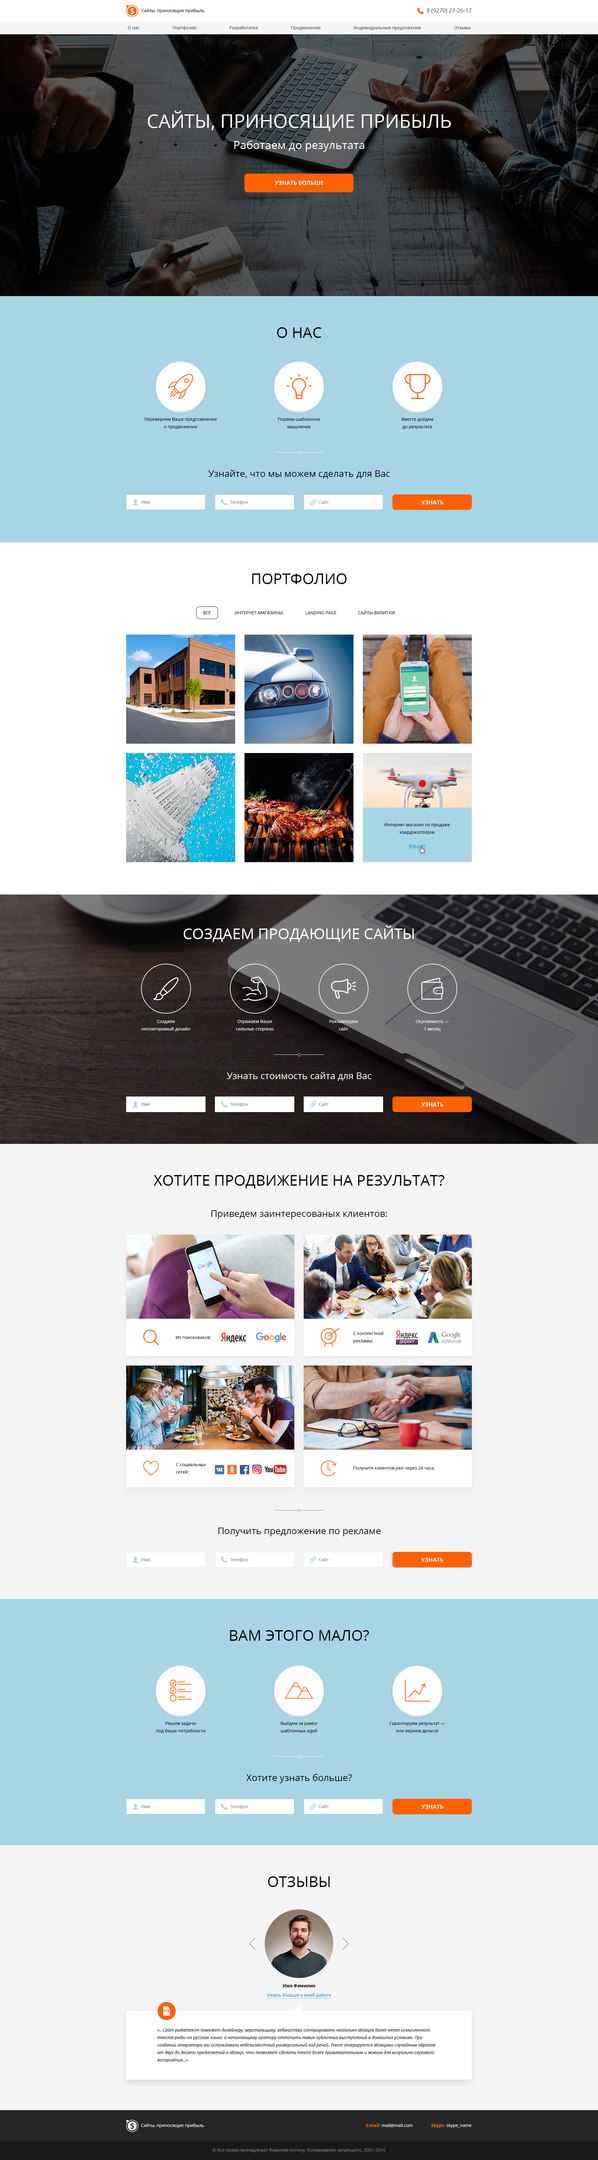 Сайты, приносящие прибыль
8 (9270) 27-26-17
О нас Портфолио Разработка Продвижение Индивидуальные предложения Отзывы
САЙТЫ, ПРИНОСЯЩИЕ ПРИБЫЛЬ
Работаем до результата
УЗНАТЬ БОЛЬШЕ
О НАС
Перевернем Ваше представление
о продвижении
Порвем шаблонное
мышление
Вместе дойдем
до результата
Узнайте, что мы можем сделать для Вас
Имя Телефон Сайт УЗНАТЬ
ПОРТФОЛИО
ВСЕ ИНТЕРНЕТ-МАГАЗИНЫ LANDING PAGE САЙТЫ-ВИЗИТКИ
Интернет-магазин по продаже
квардокоптеров
link.com
СОЗДАЕМ ПРОДАЮЩИЕ САЙТЫ
Создаем
неповторимый дизайн
Отражаем Ваши
сильные стороны
Рекламируем
сайт
Окупаемость —
1 месяц
Узнать стоимость сайта для Вас
Имя Телефон Сайт УЗНАТЬ
ХОТИТЕ ПРОДВИЖЕНИЕ НА РЕЗУЛЬТАТ?
Приведем заинтересованых клиентов:
Google
Из поисковиков: Яндекс Google
С контекстной
рекламы:
Яндекс
ДИРЕКТ
Google
AdWords
С социальных
сетей:
YouTube
Получите клиентов уже через 24 часа.
Получить предложение по рекламе
Имя Телефон Сайт УЗНАТЬ
ВАМ ЭТОГО МАЛО?
Решим задачи
под Ваши потребности
Выйдем за рамки
шаблонных идей
Гарантируем результат —
или вернем деньги!
Хотите узнать больше?
Имя Телефон Сайт УЗНАТЬ
ОТЗЫВЫ
Имя Фамилия
Узнать больше о моей работе
«...Сайт рыбатекст поможет дизайнеру, верстальщику, вебмастеру сгенерировать несколько абзацев более менее осмысленного
текста рыбы на русском языке, а начинающему оратору отточить навык публичных выступлений в домашних условиях. При
создании генератора мы использовали небезизвестный универсальный код речей. Текст генерируется абзацами случайным образом
от двух до десяти предложений в абзаце, что позволяет сделать текст более привлекательным и живым для визуально-слухового
восприятия...»
Сайты, приносящие прибыль
E-mail: mail@mail.com Skype: skype_name
© Все права принадлежат Фамилия Антону. Копирование запрещено. 2001–2016